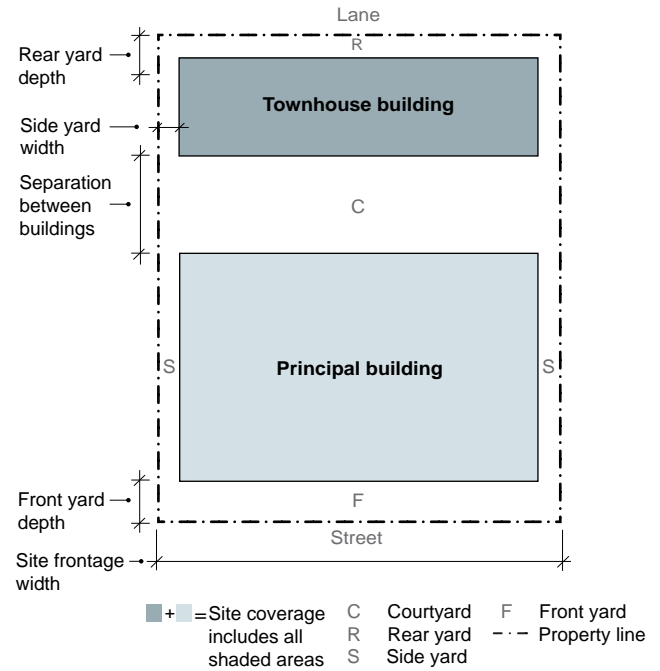 Lane
R
Rear yard
depth
Townhouse building
Side yard
width
Separation
between
buildings
C
S
S
Principal building
Front yard
depth
F
Street
Site frontage
width
+ = Site coverage
includes all
shaded areas
C Courtyard
R Rear yard
S Side yard
F Front yard
Property line